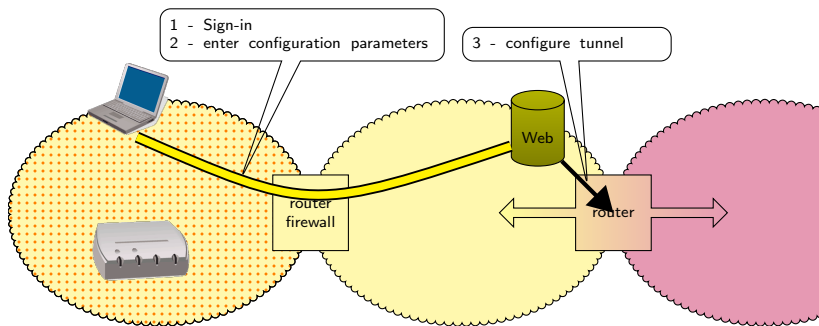 1 - Sign-in
2 - enter configuration parameters
3 - configure tunnel
Web
router
firewall
router